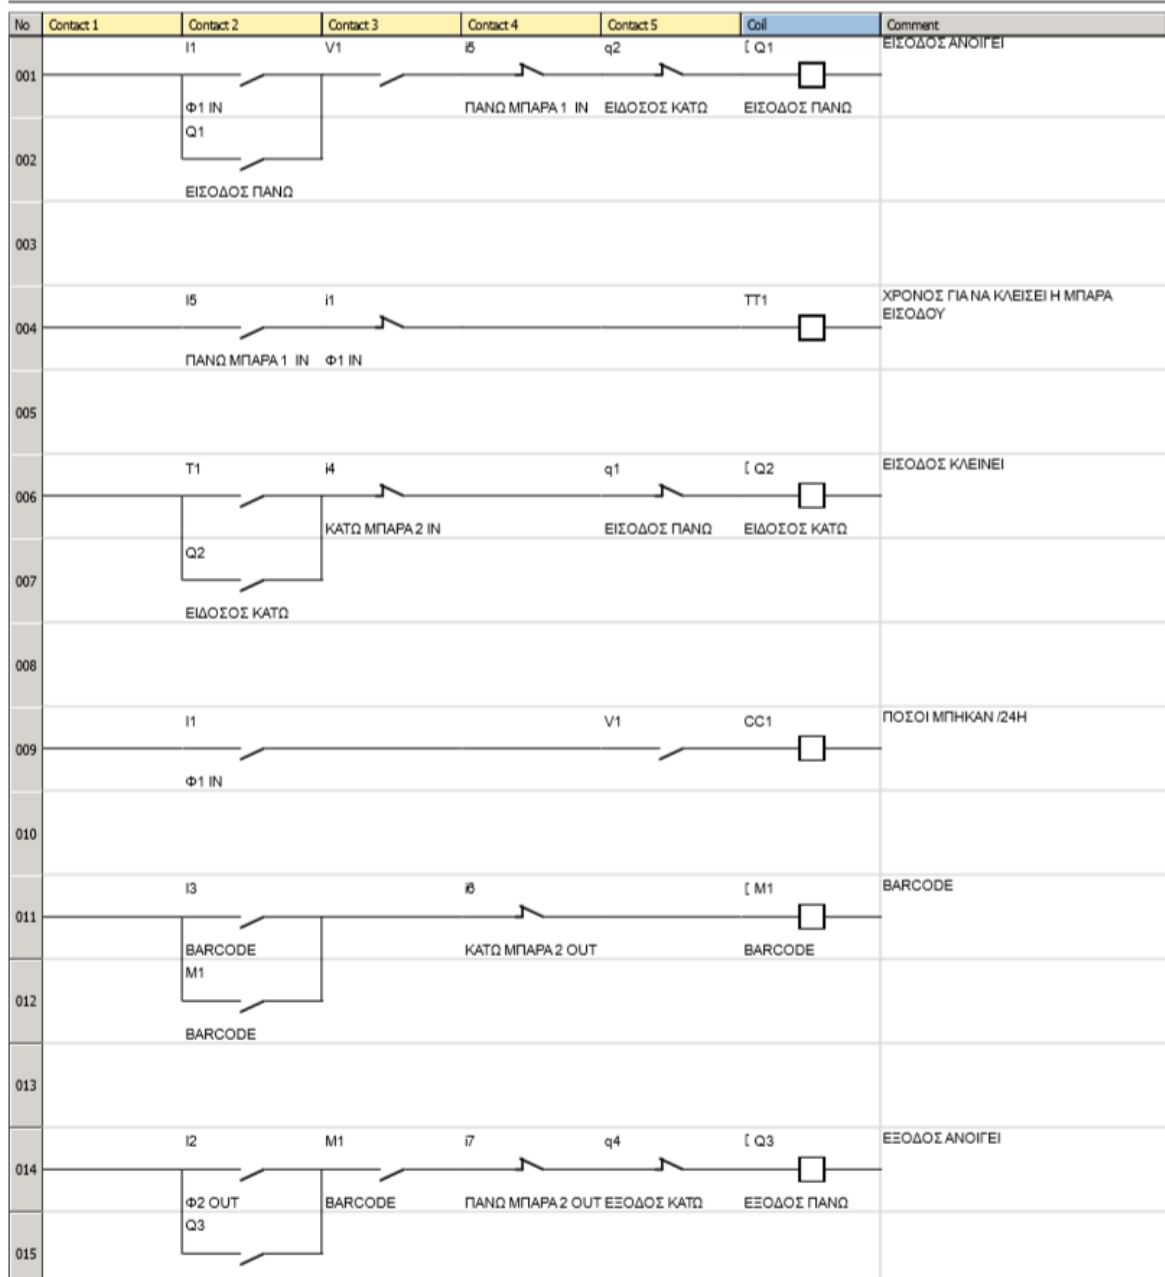 No Contact 1 Contact 2 Contact 3 Contact 4 Contact 5 Coil Comment
I1 V1 i5 q2 [ Q1 ΕΙΣΟΔΟΣ ΑΝΟΙΓΕΙ
001
Φ1 IN ΠΑΝΩ ΜΠΑΡΑ 1 IN ΕΙΔΟΣΟΣ ΚΑΤΩ ΕΙΣΟΔΟΣ ΠΑΝΩ
Q1
002
ΕΙΣΟΔΟΣ ΠΑΝΩ
003
I5 i1 TT1 ΧΡΟΝΟΣ ΓΙΑ ΝΑ ΚΛΕΙΣΕΙ Η ΜΠΑΡΑ
ΕΙΣΟΔΟΥ
004
ΠΑΝΩ ΜΠΑΡΑ 1 IN Φ1 IN
005
T1 i4 q1 [ Q2 ΕΙΣΟΔΟΣ ΚΛΕΙΝΕΙ
006
ΚΑΤΩ ΜΠΑΡΑ 2 IN ΕΙΣΟΔΟΣ ΠΑΝΩ ΕΙΔΟΣΟΣ ΚΑΤΩ
Q2
007
ΕΙΔΟΣΟΣ ΚΑΤΩ
008
I1 V1 CC1 ΠΟΣΟΙ ΜΠΗΚΑΝ /24H
009
Φ1 IN
010
I3 i6 [ M1 BARCODE
011
BARCODE ΚΑΤΩ ΜΠΑΡΑ 2 OUT BARCODE
M1
012
BARCODE
013
I2 M1 i7 q4 [ Q3 ΕΞΟΔΟΣ ΑΝΟΙΓΕΙ
014
Φ2 OUT BARCODE ΠΑΝΩ ΜΠΑΡΑ 2 OUT ΕΞΟΔΟΣ ΚΑΤΩ ΕΞΟΔΟΣ ΠΑΝΩ
Q3
015